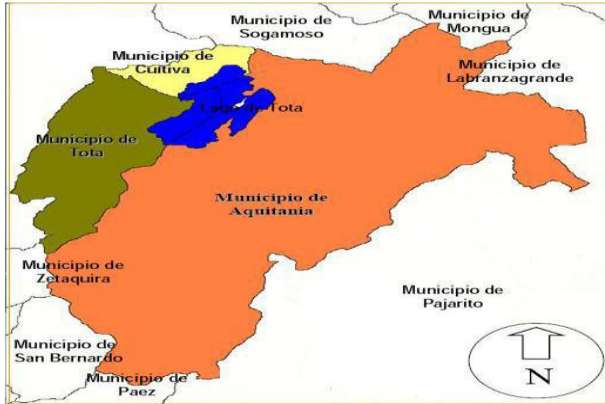 Municipio de
Sogamoso
Municipio de
Mongua
Municipio de
Cuitiva
Municipio de
Labranzagrande
Lago de Tota
Municipio de
Tota
Municipio de
Aquitania
Municipio de
Zetaquira
Municipio de
Pajarito
Municipio de
San Bernardo
Municipio de
Paez
N